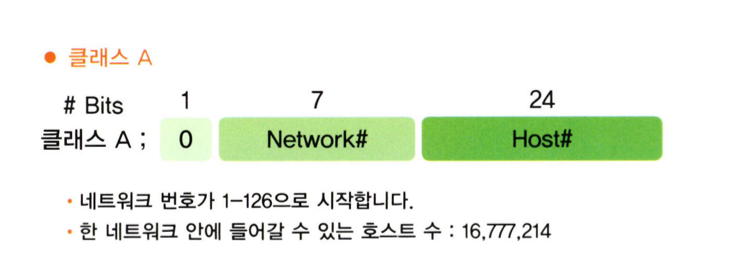 ● 클래스 A
# Bits 1 7 24
클래스 A ; 0 Network# Host#
• 네트워크 번호가 1-126으로 시작합니다.
• 한 네트워크 안에 들어갈 수 있는 호스트 수 : 16,777,214